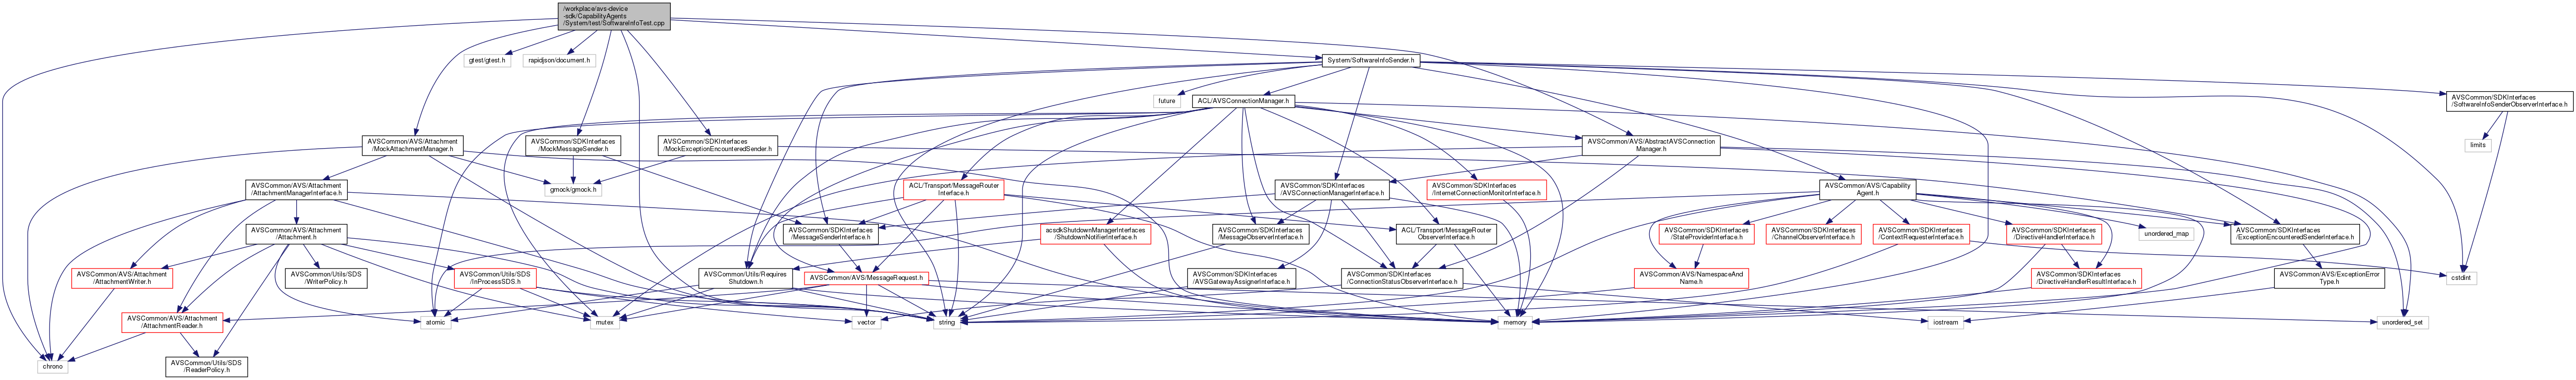 /workplace/avs-device
-sdk/CapabilityAgents
/System/test/SoftwareInfoTest.cpp
gtest/gtest.h
rapidjson/document.h
System/SoftwareInfoSender.h
future
ACL/AVSConnectionManager.h
AVSCommon/SDKInterfaces
/SoftwareInfoSenderObserverInterface.h
AVSCommon/AVS/Attachment
/MockAttachmentManager.h
AVSCommon/SDKInterfaces
/MockMessageSender.h
AVSCommon/SDKInterfaces
/MockExceptionEncounteredSender.h
AVSCommon/AVS/AbstractAVSConnection
Manager.h
limits
AVSCommon/AVS/Attachment
/AttachmentManagerInterface.h
gmock/gmock.h
ACL/Transport/MessageRouter
Interface.h
AVSCommon/SDKInterfaces
/AVSConnectionManagerInterface.h
AVSCommon/SDKInterfaces
/InternetConnectionMonitorInterface.h
AVSCommon/AVS/Capability
Agent.h
AVSCommon/AVS/Attachment
/Attachment.h
AVSCommon/SDKInterfaces
/MessageSenderInterface.h
acsdkShutdownManagerInterfaces
/ShutdownNotifierInterface.h
AVSCommon/SDKInterfaces
/MessageObserverInterface.h
ACL/Transport/MessageRouter
ObserverInterface.h
AVSCommon/SDKInterfaces
/StateProviderInterface.h
AVSCommon/SDKInterfaces
/ChannelObserverInterface.h
AVSCommon/SDKInterfaces
/ContextRequesterInterface.h
AVSCommon/SDKInterfaces
/DirectiveHandlerInterface.h
unordered_map
AVSCommon/SDKInterfaces
/ExceptionEncounteredSenderInterface.h
AVSCommon/AVS/Attachment
/AttachmentWriter.h
AVSCommon/Utils/SDS
/WriterPolicy.h
AVSCommon/Utils/SDS
/InProcessSDS.h
AVSCommon/Utils/Requires
Shutdown.h
AVSCommon/AVS/MessageRequest.h
AVSCommon/SDKInterfaces
/AVSGatewayAssignerInterface.h
AVSCommon/SDKInterfaces
/ConnectionStatusObserverInterface.h
AVSCommon/AVS/NamespaceAnd
Name.h
AVSCommon/SDKInterfaces
/DirectiveHandlerResultInterface.h
AVSCommon/AVS/ExceptionError
Type.h
cstdint
AVSCommon/AVS/Attachment
/AttachmentReader.h
atomic
mutex
vector
string
memory
iostream
unordered_set
chrono
AVSCommon/Utils/SDS
/ReaderPolicy.h